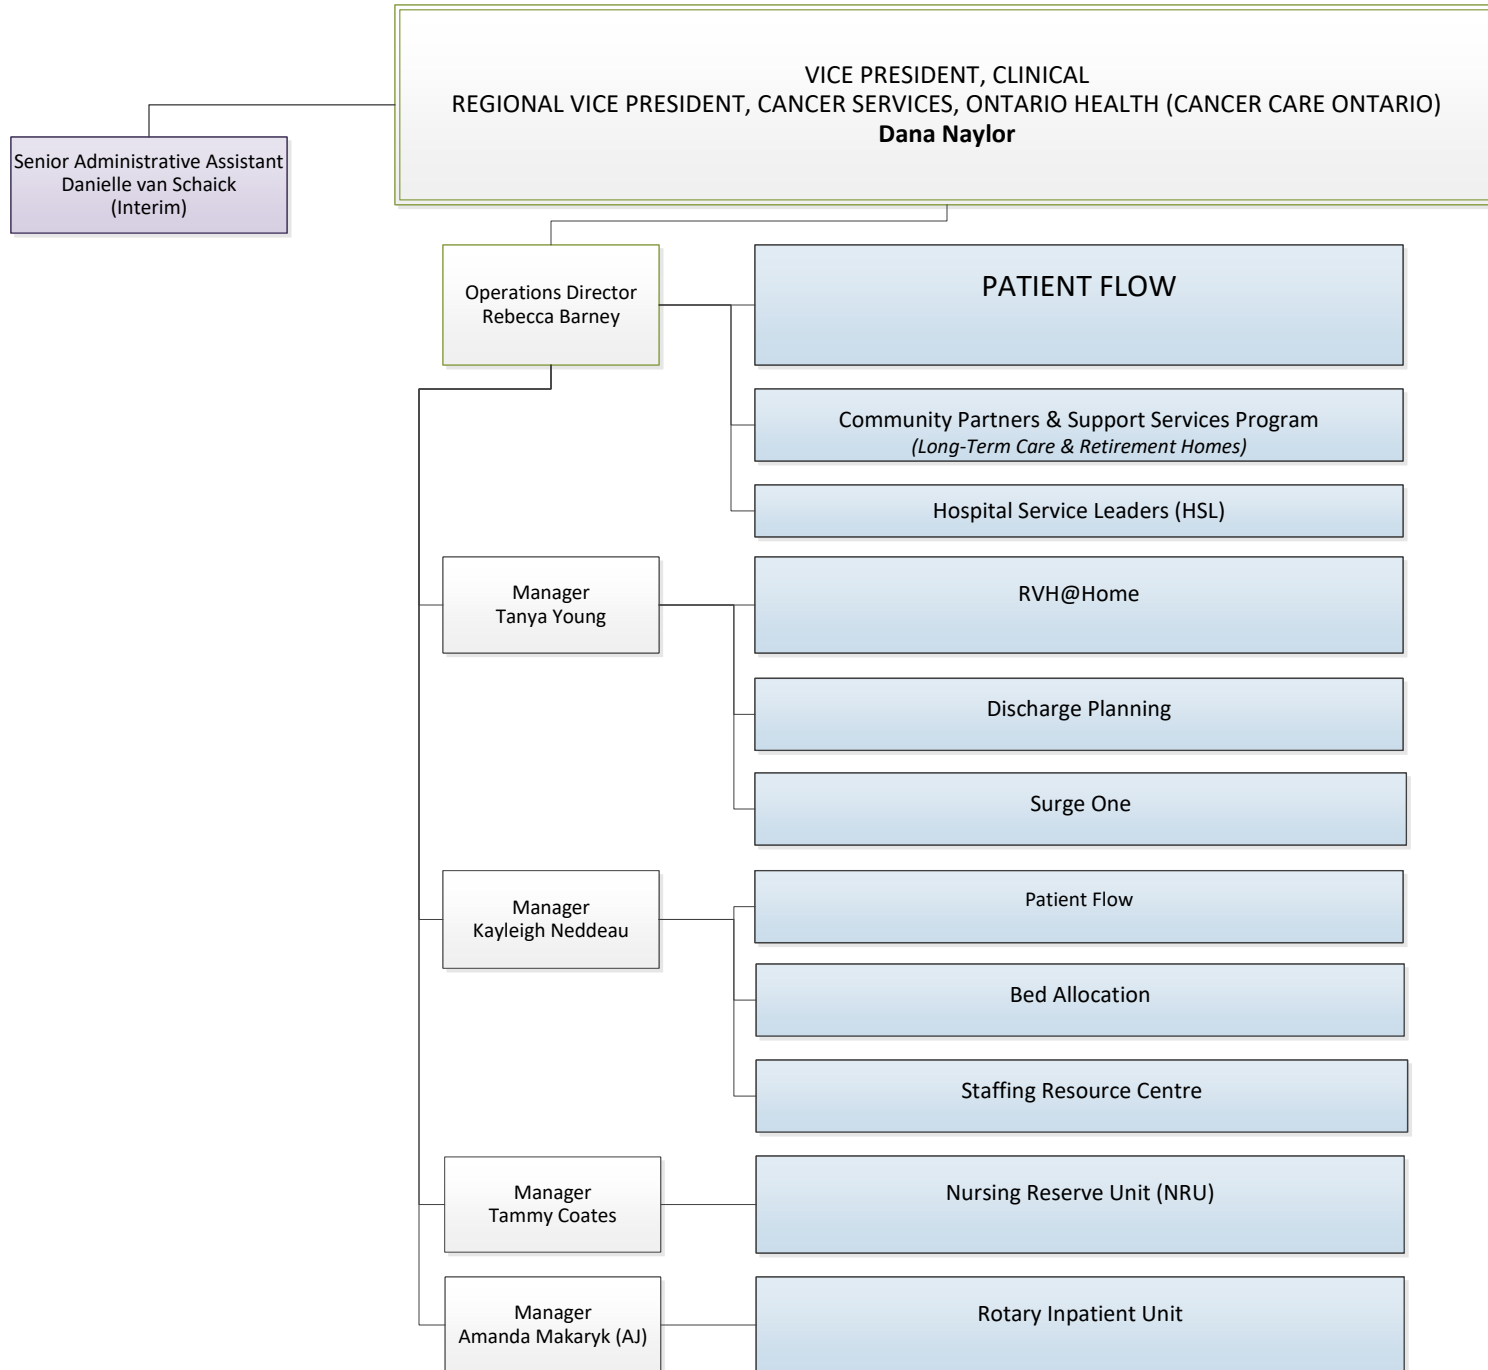 VICE PRESIDENT, CLINICAL
REGIONAL VICE PRESIDENT, CANCER SERVICES, ONTARIO HEALTH (CANCER CARE ONTARIO)
Dana Naylor
Senior Administrative Assistant
Danielle van Schaick
(Interim)
Operations Director
Rebecca Barney
PATIENT FLOW
Community Partners & Support Services Program
(Long-Term Care & Retirement Homes)
Hospital Service Leaders (HSL)
Manager
Tanya Young
RVH@Home
Discharge Planning
Surge One
Manager
Kayleigh Neddeau
Patient Flow
Bed Allocation
Staffing Resource Centre
Manager
Tammy Coates
Nursing Reserve Unit (NRU)
Manager
Amanda Makaryk (AJ)
Rotary Inpatient Unit